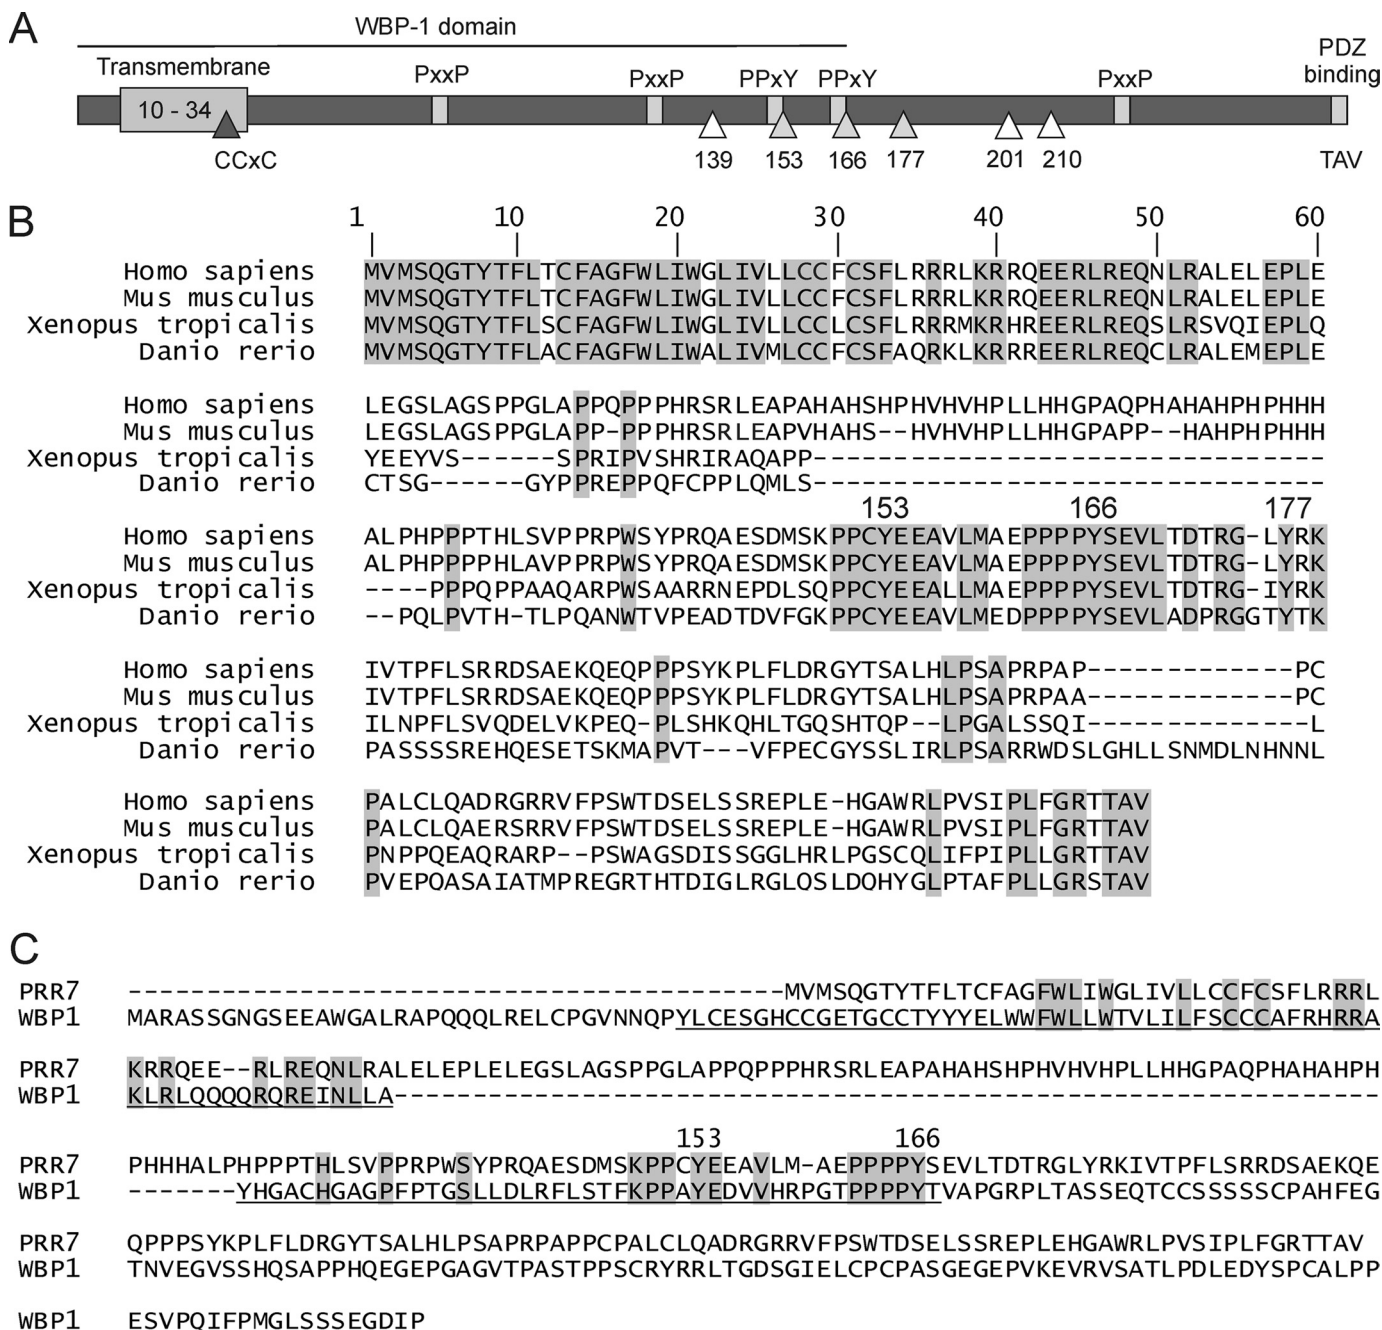 A
WBP-1 domain
Transmembrane PxxP PxxP PPxY PPxY PxxP PDZ binding
10 - 34
CCxC 139 153 166 177 201 210 TAV
B
1 10 20 30 40 50 60
Homo sapiens MVMSQGTYTFLTCFAGFWLIWGLIVLLCCFCSFLRRRLKRRQEERLREQNLRALELEPLE
Mus musculus MVMSQGTYTFLTCFAGFWLIWGLIVLLCCFCSFLRRRLKRRQEERLREQNLRALELEPLE
Xenopus tropicalis MVMSQGTYTFLSCFAGFWLIWGLIVLLCCLCSFLRRRMKRHREERLREQSLRSVQIEPLQ
Danio rerio MVMSQGTYTFLACFAGFWLIWALIVMLCCFCSFAQRKLKRRREERLREQCLRALEMEPLE
Homo sapiens LEGSLAGSPPGLAPPQPPPHRSRLEAPAHAHSHPHVHVHPLLHHGPAQPHAHAHPHPHHH
Mus musculus LEGSLAGSPPGLAPP-PPPHRSRLEAPVHAHS--HVHVHPLLHHGPAPP--HAHPHPHHH
Xenopus tropicalis YEEYVS------SPRIPVSHRIRAQAPP--------------------------------
Danio rerio CTSG------GYPPREPPQFCPPLQMLS--------------------------------
153 166 177
Homo sapiens ALPHPPPTHLSVPPRPWSYPRQAESDMSKPPCYEEAVLMAEPPPPYSEVLTDTRG-LYRK
Mus musculus ALPHPPPPHLAVPPRPWSYPRQAESDMSKPPCYEEAVLMAEPPPPYSEVLTDTRG-LYRK
Xenopus tropicalis ----PPPQPPAAQARPWSAARRNEPDLSQPPCYEEALLMAEPPPPYSEVLTDTRG-IYRK
Danio rerio --PQLPVTH-TLPQANWTVPEADTDVFGKPPCYEEAVLMEDPPPPYSEVLADPRGGTYTK
Homo sapiens IVTPFLSRRDSAEKQEQPPPSYKPLFLDRGYTSALHLPSAPRPAP-------------PC
Mus musculus IVTPFLSRRDSAEKQEQPPPSYKPLFLDRGYTSALHLPSAPRPAA-------------PC
Xenopus tropicalis ILNPFLSVQDELVKPEQ-PLSHKQHLTGQSHTQP--LPGALSSQI--------------L
Danio rerio PASSSSREHQESETSKMAPVT---VFPECGYSSLIRLPSARRWDSLGHLLSNMDLNHNNL
Homo sapiens PALCLQADRGRRVFPSWTDSELSSREPLE-HGAWRLPVSIPLFGRTTAV
Mus musculus PALCLQAERSRRVFPSWTDSELSSREPLE-HGAWRLPVSIPLFGRTTAV
Xenopus tropicalis PNPPQEAQRARP--PSWAGSDISSGGLHRLPGSCQLIFPIPLLGRTTAV
Danio rerio PVEPQASAIATMPREGRTHTDIGLRGLQSLDQHYGLPTAFPLLGRSTAV
C
PRR7 ------------------------------------------MVMSQGTYTFLTCFAGFWLIWGLIVLLCCFCSFLRRRL
WBP1 MARASSGNGSEEAWGALRAPQQQLRELCPGVNNQPYLCESGHCCGETGCCTYYYELWWFWLLWTVLILFSCCCAFRHRRA
PRR7 KRRQEE--RLREQNLRALELEPLELEGSLAGSPPGLAPPQPPPHRSRLEAPAHAHSHPHVHVHPLLHHGPAQPHAHAHPH
WBP1 KLRLQQQQRQREINLLA---------------------------------------------------------------
153 166
PRR7 PHHHALPHPPPTHLSVPPRPWSYPRQAESDMSKPPCYEEAVLM-AEPPPPYSEVLTDTRGLYRKIVTPFLSRRDSAEKQE
WBP1 -------YHGACHGAGPFPTGSLLDLRFLSTFKPPAYEDVVHRPGTPPPPYTVAPGRPLTASSEQTCCSSSSSCPAHFEG
PRR7 QPPPSYKPLFLDRGYTSALHLPSAPRPAPPCPALCLQADRGRRVFPSWTDSELSSREPLEHGAWRLPVSIPLFGRTTAV
WBP1 TNVEGVSSHQSAPPHQEGEPGAGVTPASTPPSCRYRRLTGDSGIELCPCPASGEGEPVKEVRVSATLPDLEDYSPCALPP
WBP1 ESVPQIFPMGLSSSEGDIP